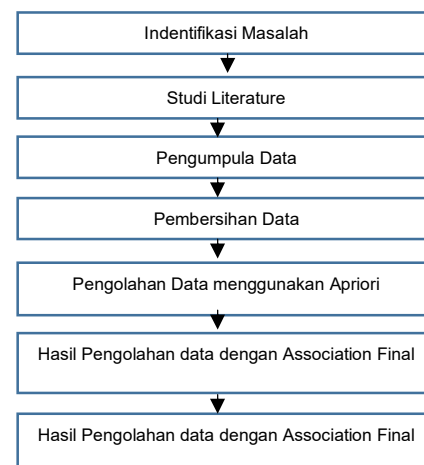 Indentifikasi Masalah
Studi Literature
Pengumpula Data
Pembersihan Data
Pengolahan Data menggunakan Apriori
Hasil Pengolahan data dengan Association Final
Hasil Pengolahan data dengan Association Final